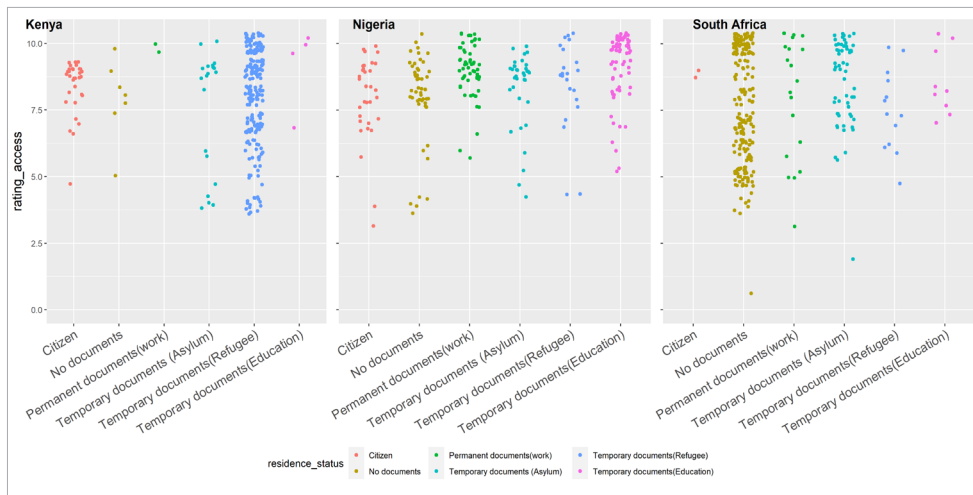 Kenya
Nigeria
South Africa
rating_access
10.0
7.5
5.0
2.5
0.0
Citizen
No documents
Permanent documents(work)
Temporary documents (Asylum)
Temporary documents(Refugee)
Temporary documents(Education)
Citizen
No documents
Permanent documents(work)
Temporary documents (Asylum)
Temporary documents(Refugee)
Temporary documents(Education)
Citizen
No documents
Permanent documents(work)
Temporary documents (Asylum)
Temporary documents(Refugee)
Temporary documents(Education)
residence_status
Citizen
Permanent documents(work)
Temporary documents(Refugee)
No documents
Temporary documents (Asylum)
Temporary documents(Education)